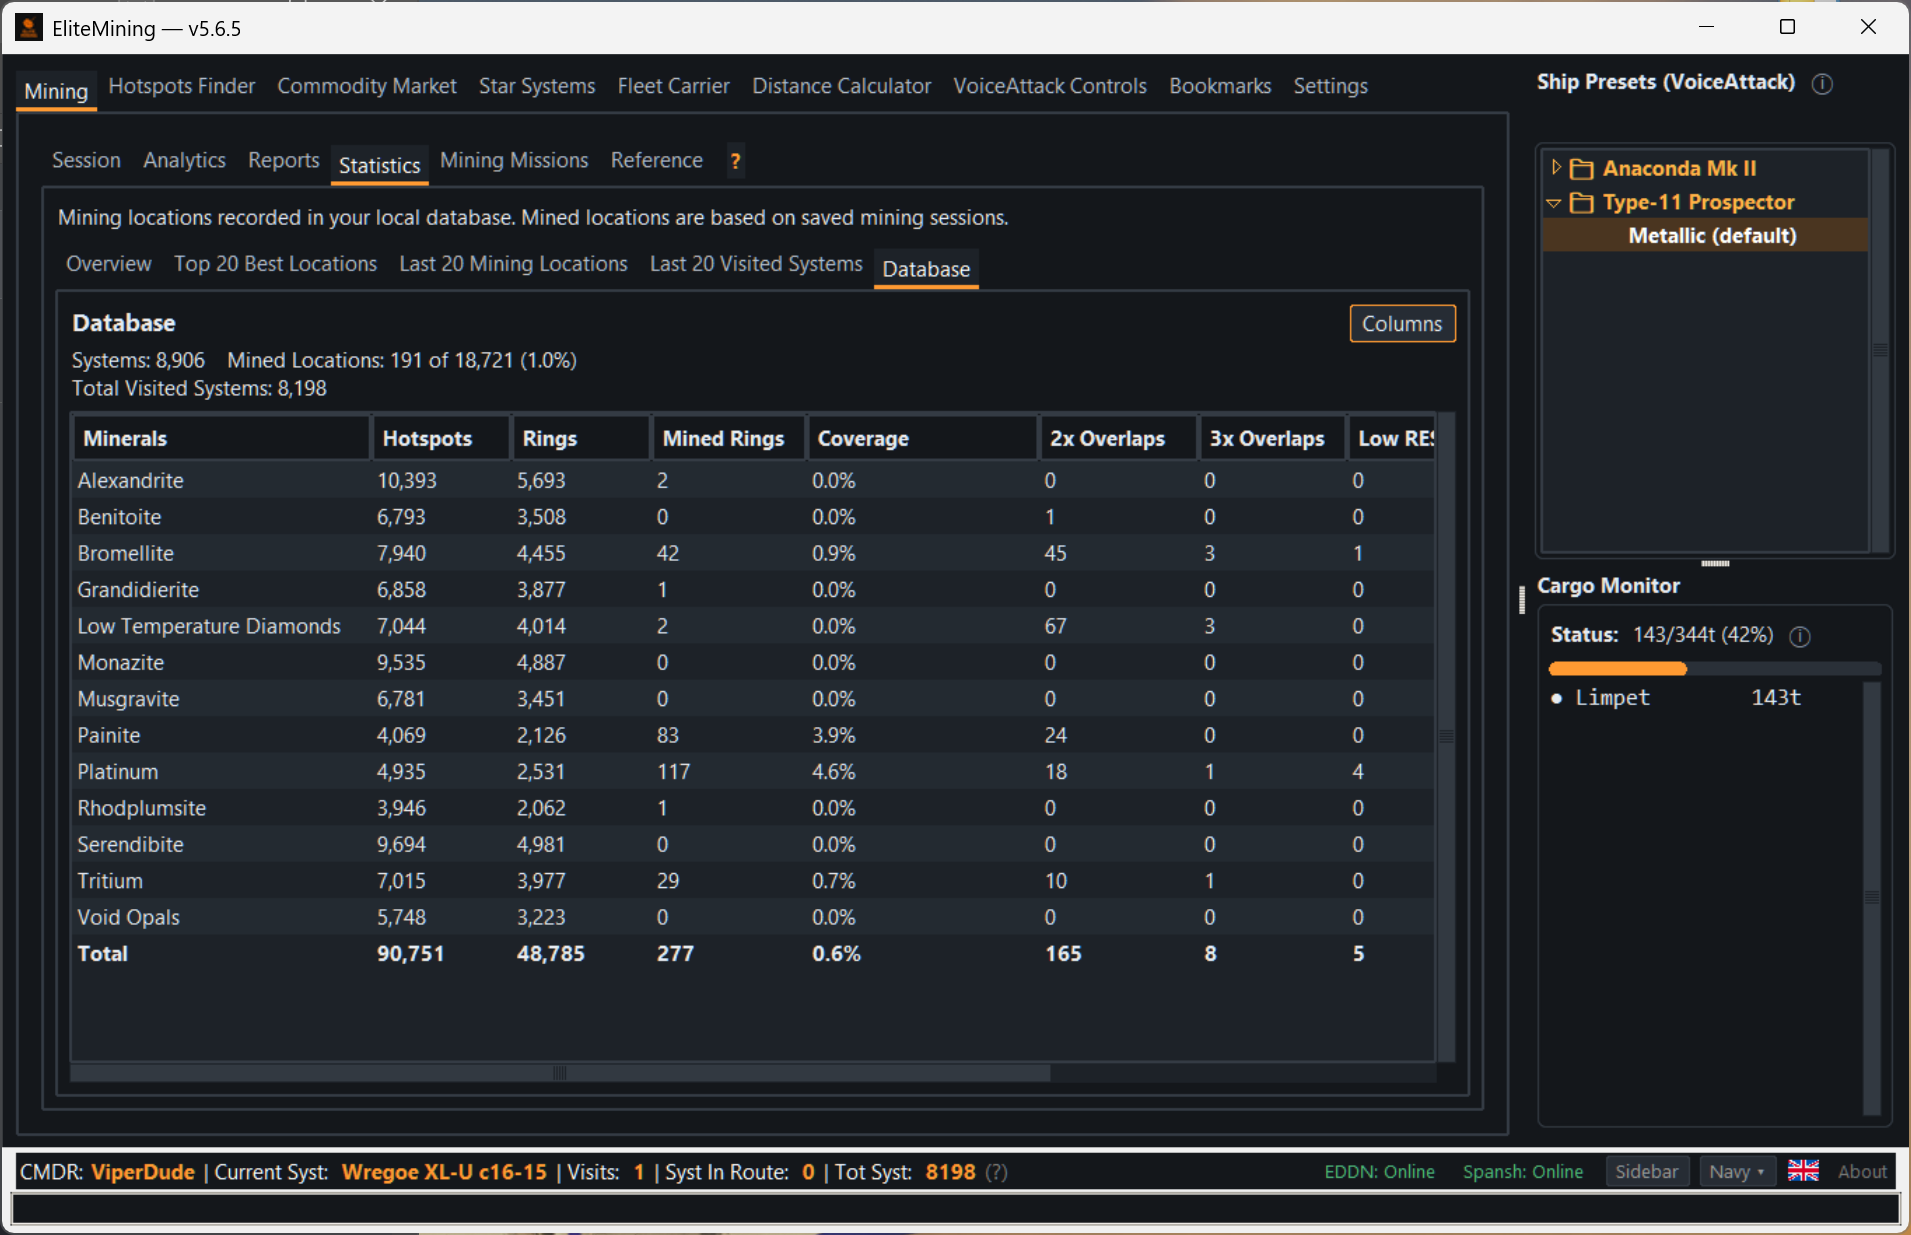 EliteMining — v5.6.5
Mining Hotspots Finder Commodity Market Star Systems Fleet Carrier Distance Calculator VoiceAttack Controls Bookmarks Settings
Session Analytics Reports Statistics Mining Missions Reference ?
Mining locations recorded in your local database. Mined locations are based on saved mining sessions.
Overview Top 20 Best Locations Last 20 Mining Locations Last 20 Visited Systems Database
Database Columns
Systems: 8,906 Mined Locations: 191 of 18,721 (1.0%)
Total Visited Systems: 8,198
Minerals Hotspots Rings Mined Rings Coverage 2x Overlaps 3x Overlaps Low RES
Alexandrite 10,393 5,693 2 0.0% 0 0 0
Benitoite 6,793 3,508 0 0.0% 1 0 0
Bromellite 7,940 4,455 42 0.9% 45 3 1
Grandidierite 6,858 3,877 1 0.0% 0 0 0
Low Temperature Diamonds 7,044 4,014 2 0.0% 67 3 0
Monazite 9,535 4,887 0 0.0% 0 0 0
Musgravite 6,781 3,451 0 0.0% 0 0 0
Painite 4,069 2,126 83 3.9% 24 0 0
Platinum 4,935 2,531 117 4.6% 18 1 4
Rhodplumsite 3,946 2,062 1 0.0% 0 0 0
Serendibite 9,694 4,981 0 0.0% 0 0 0
Tritium 7,015 3,977 29 0.7% 10 1 0
Void Opals 5,748 3,223 0 0.0% 0 0 0
Total 90,751 48,785 277 0.6% 165 8 5
Ship Presets (VoiceAttack)
Anaconda Mk II
Type-11 Prospector
Metallic (default)
Cargo Monitor
Status: 143/344t (42%)
● Limpet 143t
CMDR: ViperDude | Current Syst: Wregoe XL-U c16-15 | Visits: 1 | Syst In Route: 0 | Tot Syst: 8198 (?) EDDN: Online Spansh: Online Sidebar Navy About